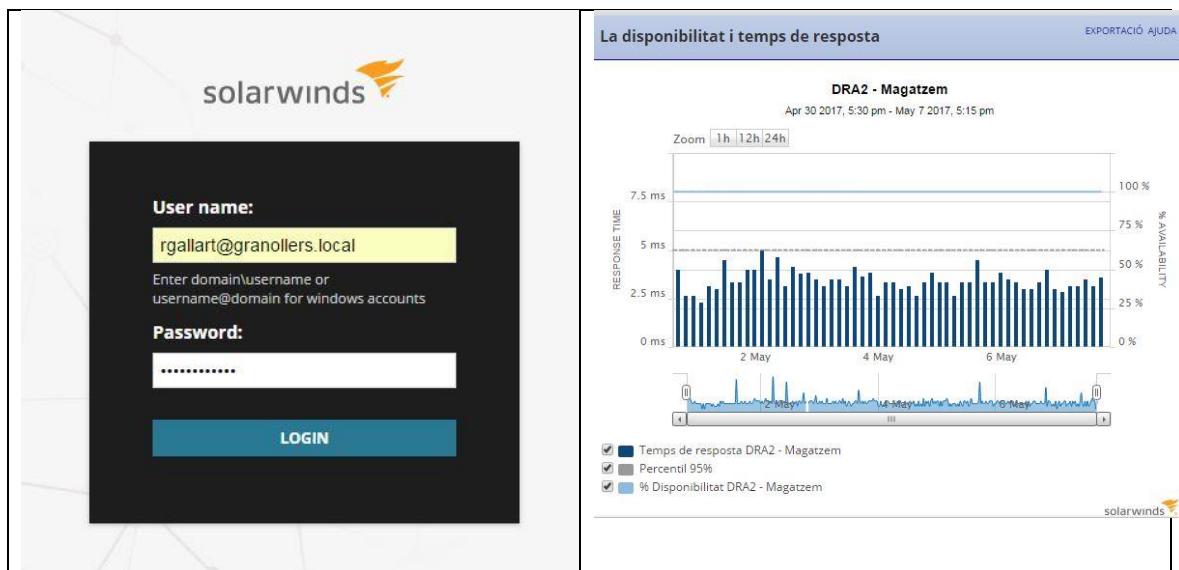 solarwinds
User name:
rgallart@granollers.local
Enter domain\username or
username@domain for windows accounts
Password:
••••••••••••
LOGIN
La disponibilitat i temps de resposta
EXPORTACIÓ AJUDA
DRA2 - Magatzem
Apr 30 2017, 5:30 pm - May 7 2017, 5:15 pm
Zoom 1h 12h 24h
RESPONSE TIME
7.5 ms
5 ms
2.5 ms
0 ms
100 %
75 %
50 %
25 %
0 %
% AVAILABILITY
2 May 4 May 6 May
2 May 4 May 6 May
Temps de resposta DRA2 - Magatzem
Percentil 95%
% Disponibilitat DRA2 - Magatzem
solarwinds